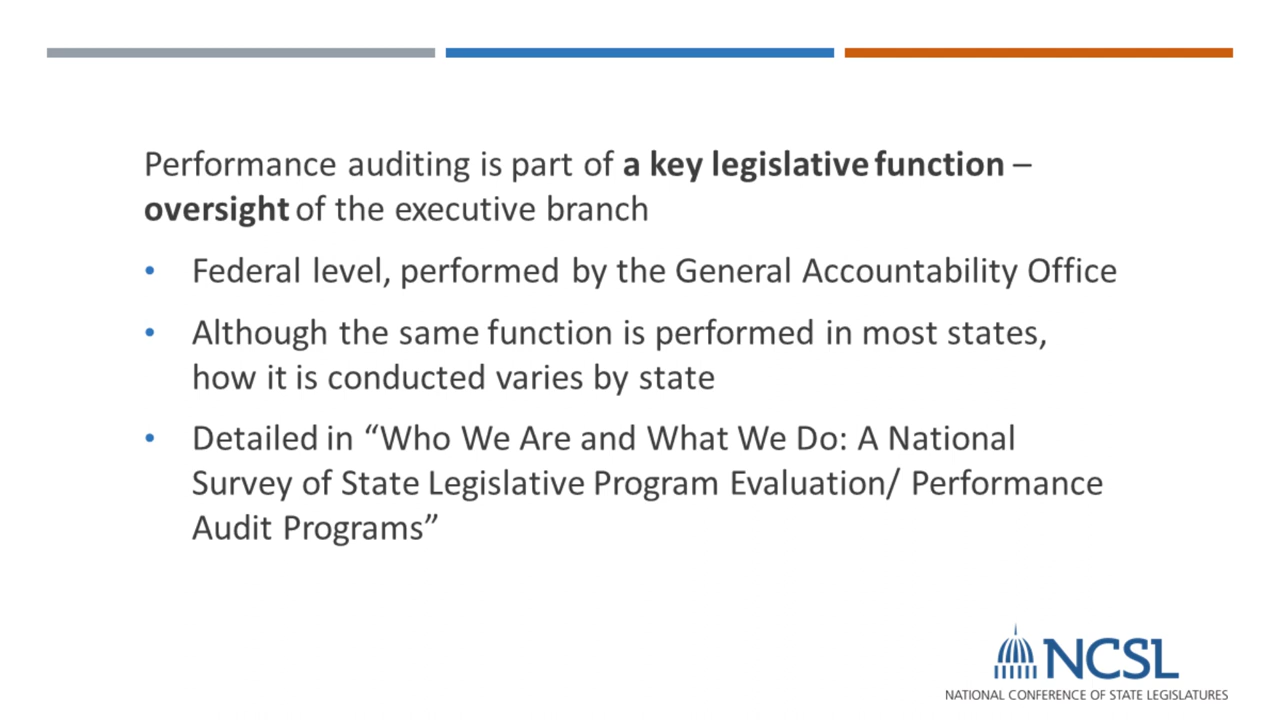 Performance auditing is part of a key legislative function –
oversight of the executive branch
• Federal level, performed by the General Accountability Office
• Although the same function is performed in most states,
how it is conducted varies by state
• Detailed in “Who We Are and What We Do: A National
Survey of State Legislative Program Evaluation/ Performance
Audit Programs”
NCSL
NATIONAL CONFERENCE OF STATE LEGISLATURES